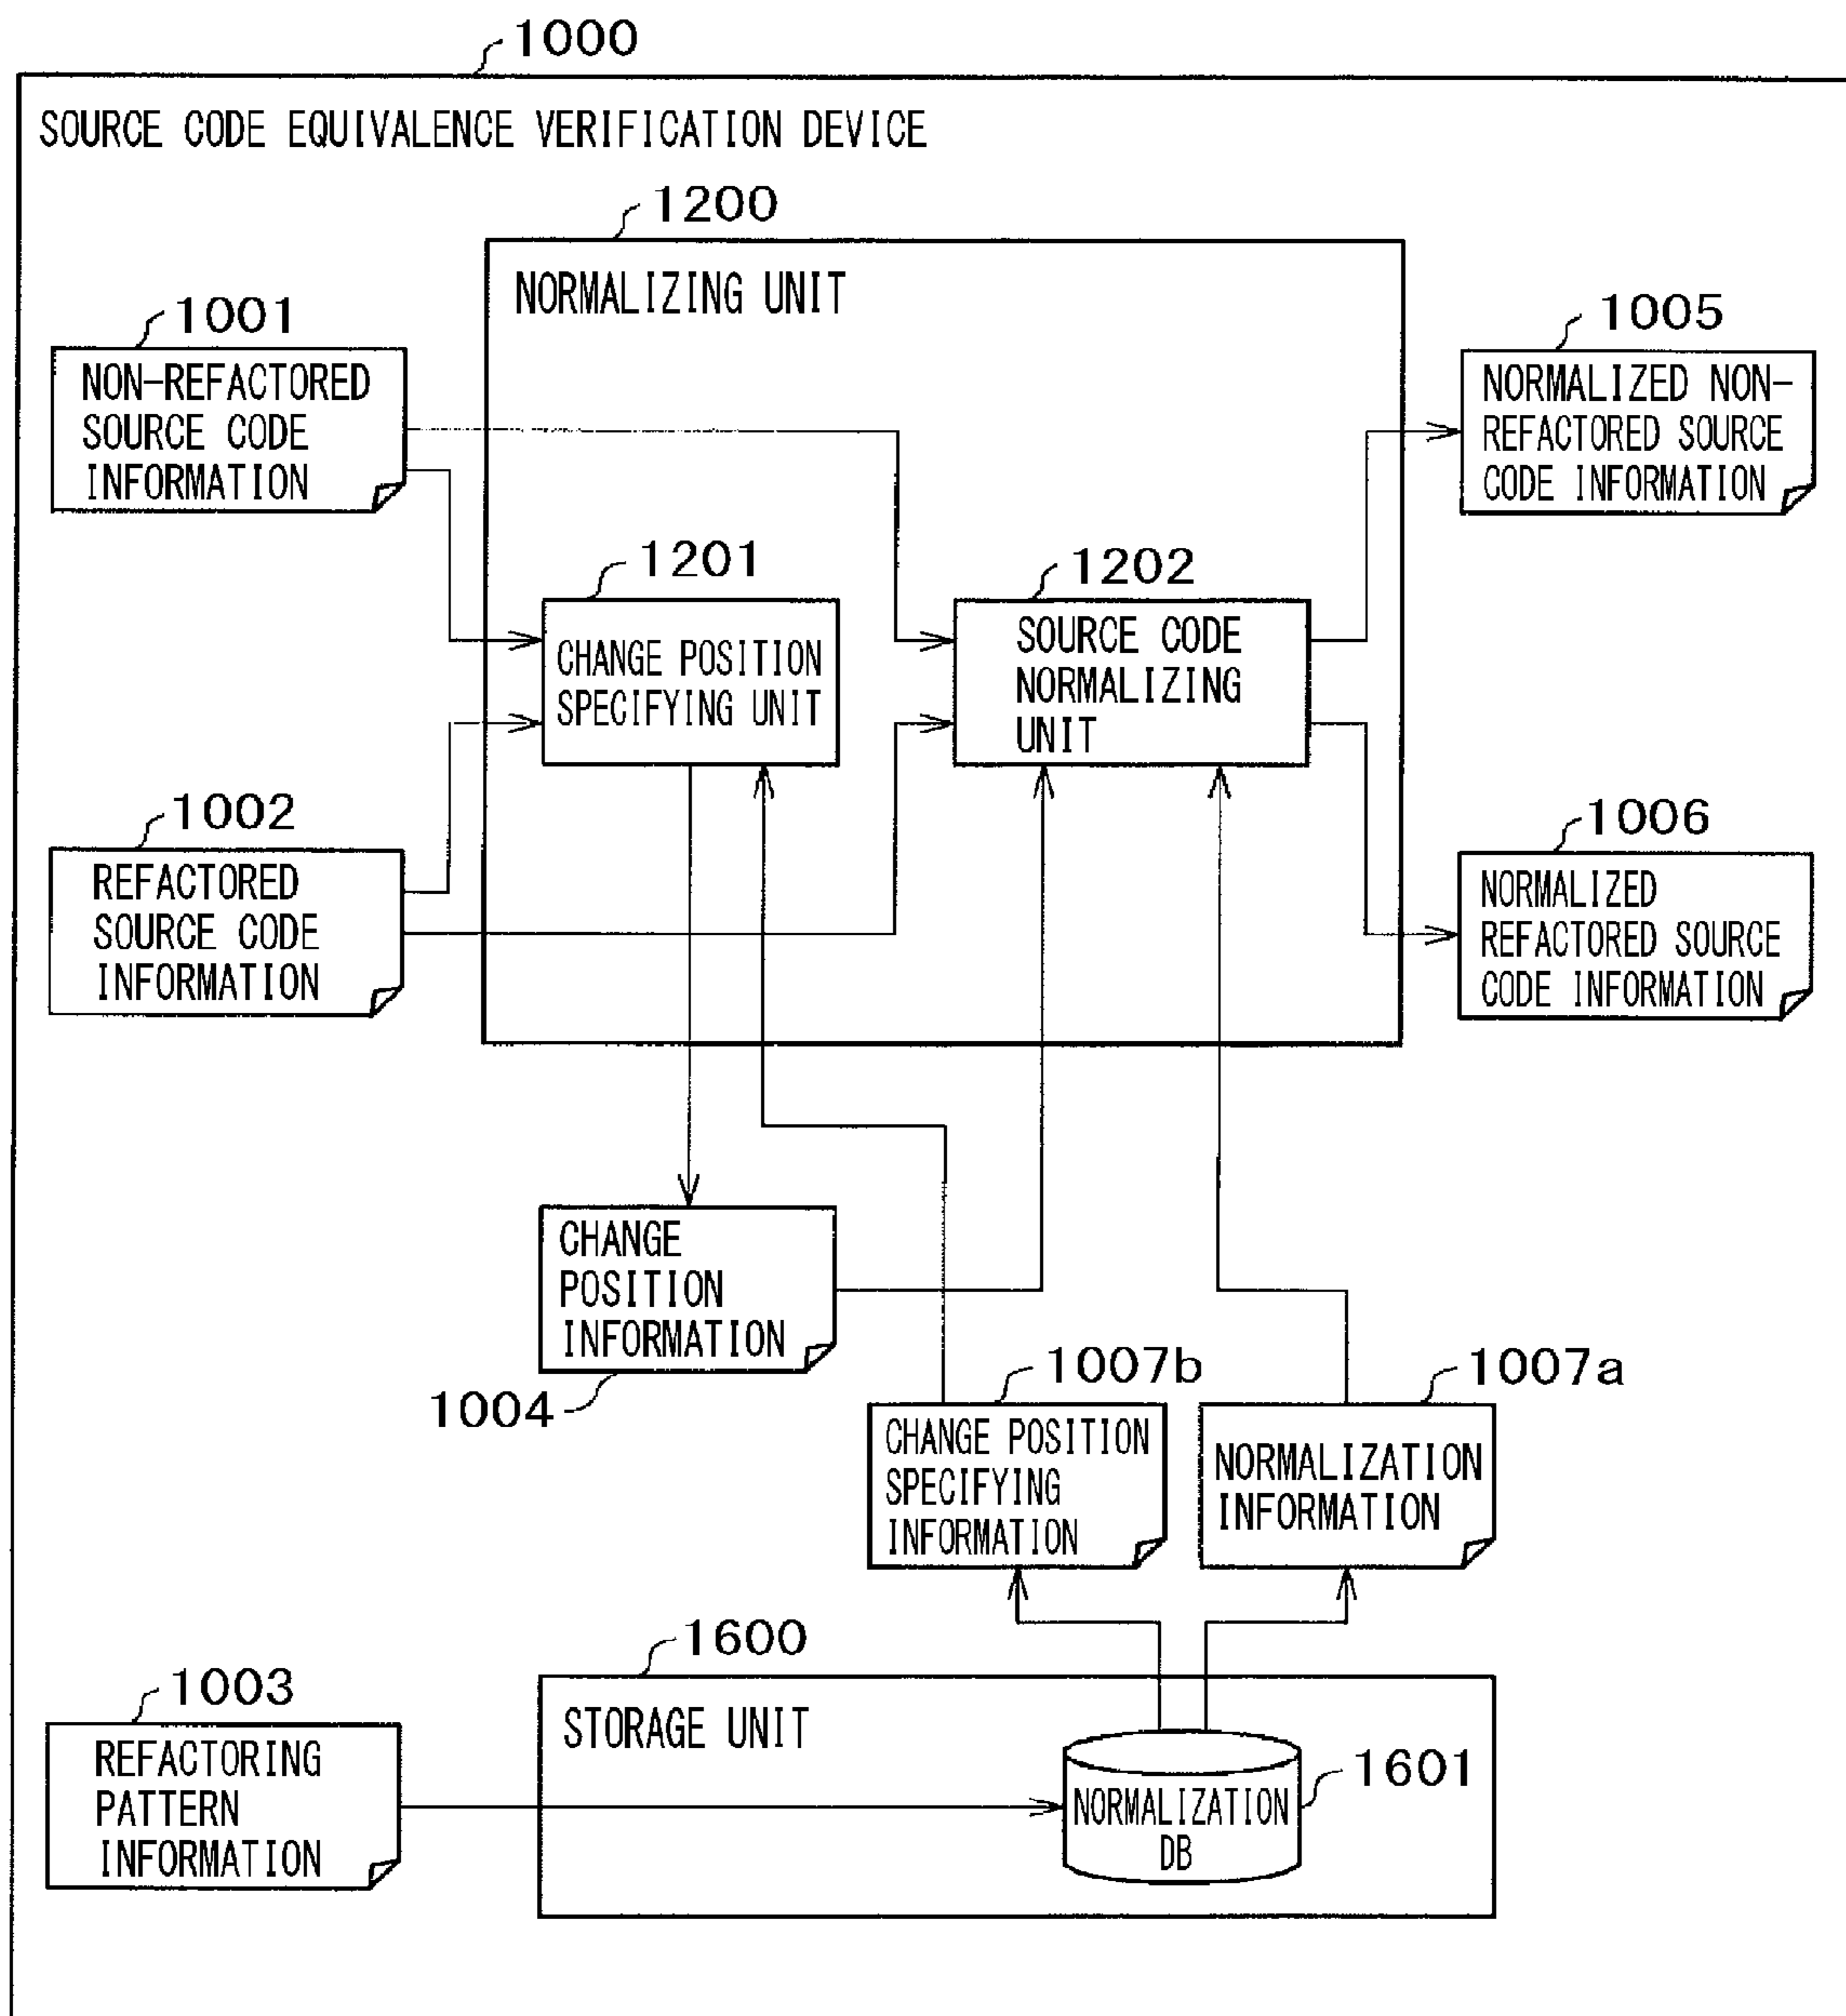 1000
SOURCE CODE EQUIVALENCE VERIFICATION DEVICE
1200
NORMALIZING UNIT
1001
NON-REFACTORED
SOURCE CODE
INFORMATION
1005
NORMALIZED NON-
REFACTORED SOURCE
CODE INFORMATION
1201
CHANGE POSITION
SPECIFYING UNIT
1202
SOURCE CODE
NORMALIZING
UNIT
1002
REFACTORED
SOURCE CODE
INFORMATION
1006
NORMALIZED
REFACTORED SOURCE
CODE INFORMATION
CHANGE
POSITION
INFORMATION
1004
1007b
CHANGE POSITION
SPECIFYING
INFORMATION
1007a
NORMALIZATION
INFORMATION
1003
REFACTORING
PATTERN
INFORMATION
1600
STORAGE UNIT
NORMALIZATION
DB
1601